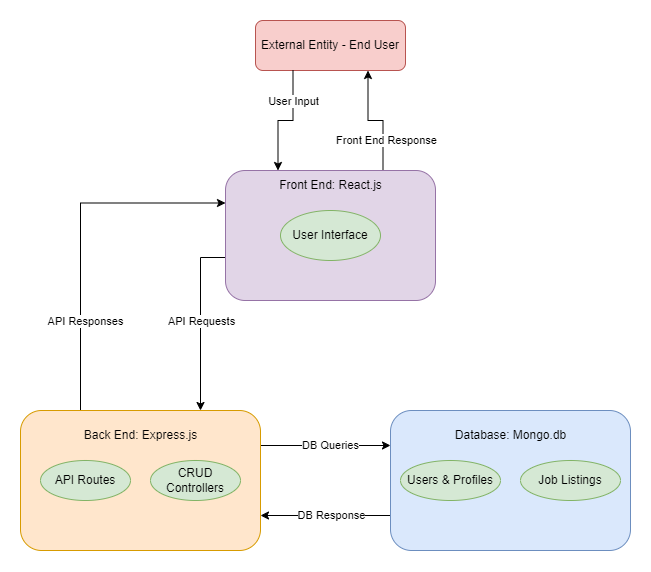 External Entity - End User
User Input
Front End Response
Front End: React.js
User Interface
API Responses
API Requests
Back End: Express.js
API Routes
CRUD
Controllers
DB Queries
DB Response
Database: Mongo.db
Users & Profiles
Job Listings